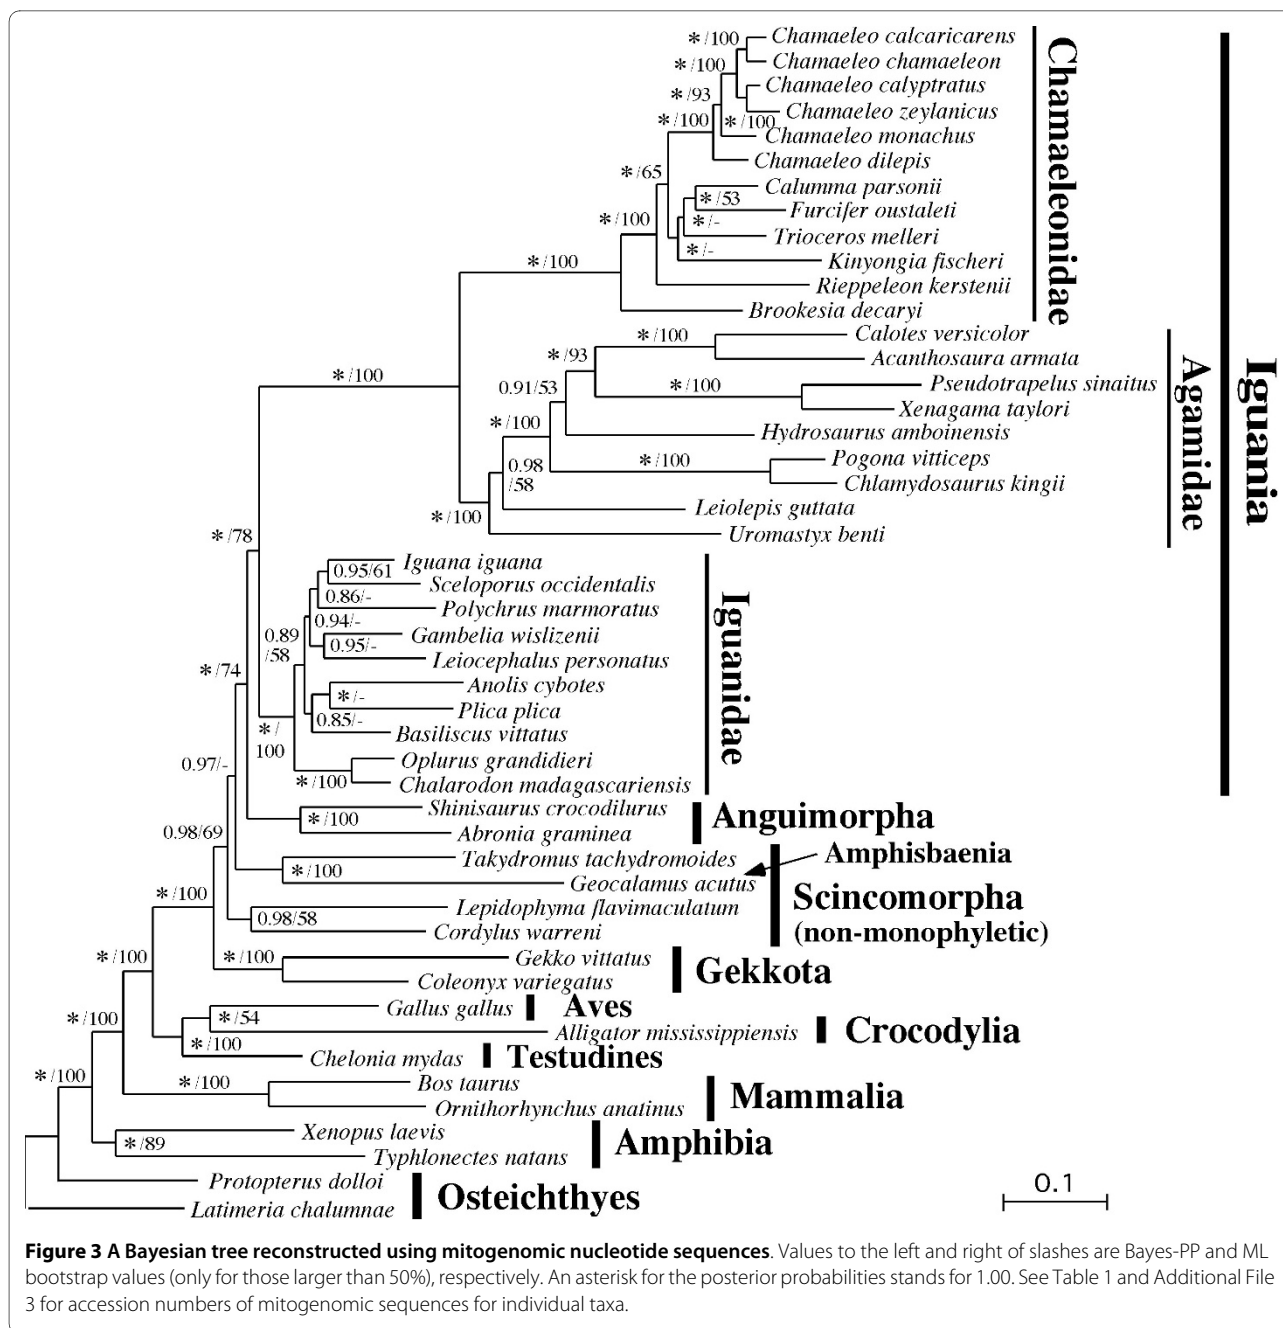 */100
Chamaeleo calcaricarens
*/100
Chamaeleo chamaeleon
Chamaeleo calyptratus
*/93
Chamaeleo zeylanicus
*/100
*/100
Chamaeleo monachus
Chamaeleo dilepis
*/65
Calumma parsonii
*/53
Furcifer oustaleti
*/100
*/-
Trioceros melleri
*/-
Kinyongia fischeri
*/100
Rieppeleon kerstenii
Brookesia decaryi
Chamaeleonidae
*/100
Calotes versicolor
*/93
Acanthosaura armata
*/100
*/100
Pseudotrapelus sinaitus
0.91/53
Xenagama taylori
*/100
Hydrosaurus amboinensis
0.98
/58
*/100
Pogona vitticeps
Chlamydosaurus kingii
Leiolepis guttata
*/100
Uromastyx benti
Agamidae
Iguania
*/78
Iguana iguana
0.95/61
Sceloporus occidentalis
0.86/-
Polychrus marmoratus
0.94/-
Gambelia wislizenii
0.89
/58
0.95/-
Leiocephalus personatus
*/74
Anolis cybotes
*/-
Plica plica
0.85/-
Basiliscus vittatus
*/
100
Oplurus grandidieri
*/100
Chalarodon madagascariensis
Iguanidae
0.97/-
Shinisaurus crocodilurus
*/100
Abronia graminea
Anguimorpha
0.98/69
Takydromus tachydromoides
Amphisbaenia
*/100
Geocalamus acutus
*/100
Lepidophyma flavimaculatum
0.98/58
Cordylus warreni
Scincomorpha
(non-monophyletic)
*/100
*/100
Gekko vittatus
Coleonyx variegatus
Gekkota
Gallus gallus
Aves
*/100
*/54
Alligator mississippiensis
Crocodylia
*/100
Chelonia mydas
Testudines
*/100
*/100
Bos taurus
Ornithorhynchus anatinus
Mammalia
Xenopus laevis
*/89
Typhlonectes natans
Amphibia
Protopterus dolloi
Latimeria chalumnae
Osteichthyes
0.1
Figure 3 A Bayesian tree reconstructed using mitogenomic nucleotide sequences. Values to the left and right of slashes are Bayes-PP and ML
bootstrap values (only for those larger than 50%), respectively. An asterisk for the posterior probabilities stands for 1.00. See Table 1 and Additional File
3 for accession numbers of mitogenomic sequences for individual taxa.